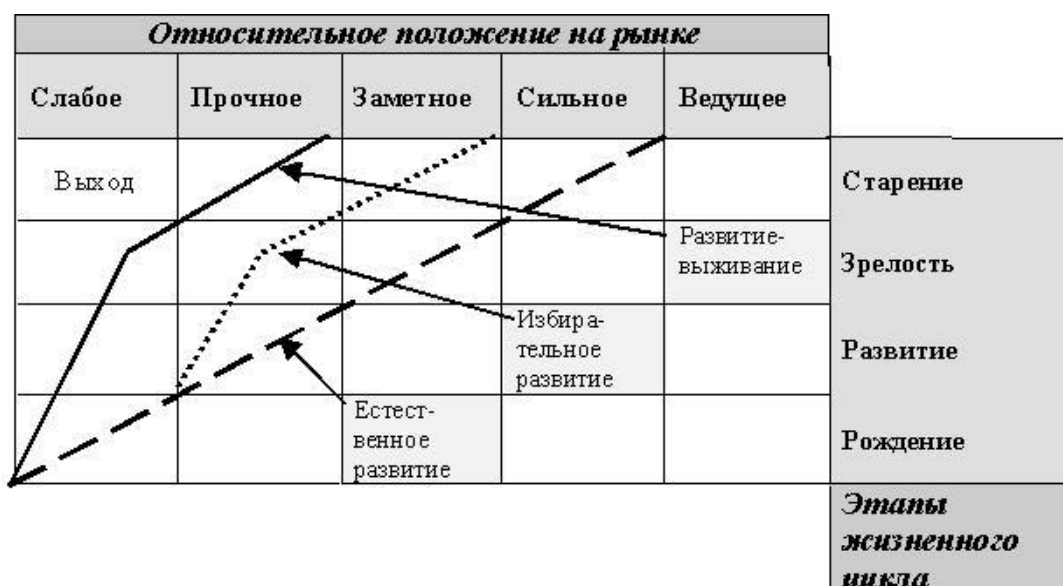 Относительное положение на рынке
Слабое
Прочное
Заметное
Сильное
Ведущее
Выход
Старение
Развитие-
выживание
Зрелость
Избира-
тельное
развитие
Развитие
Естест-
венное
развитие
Рождение
Этапы
жизненного
цикла